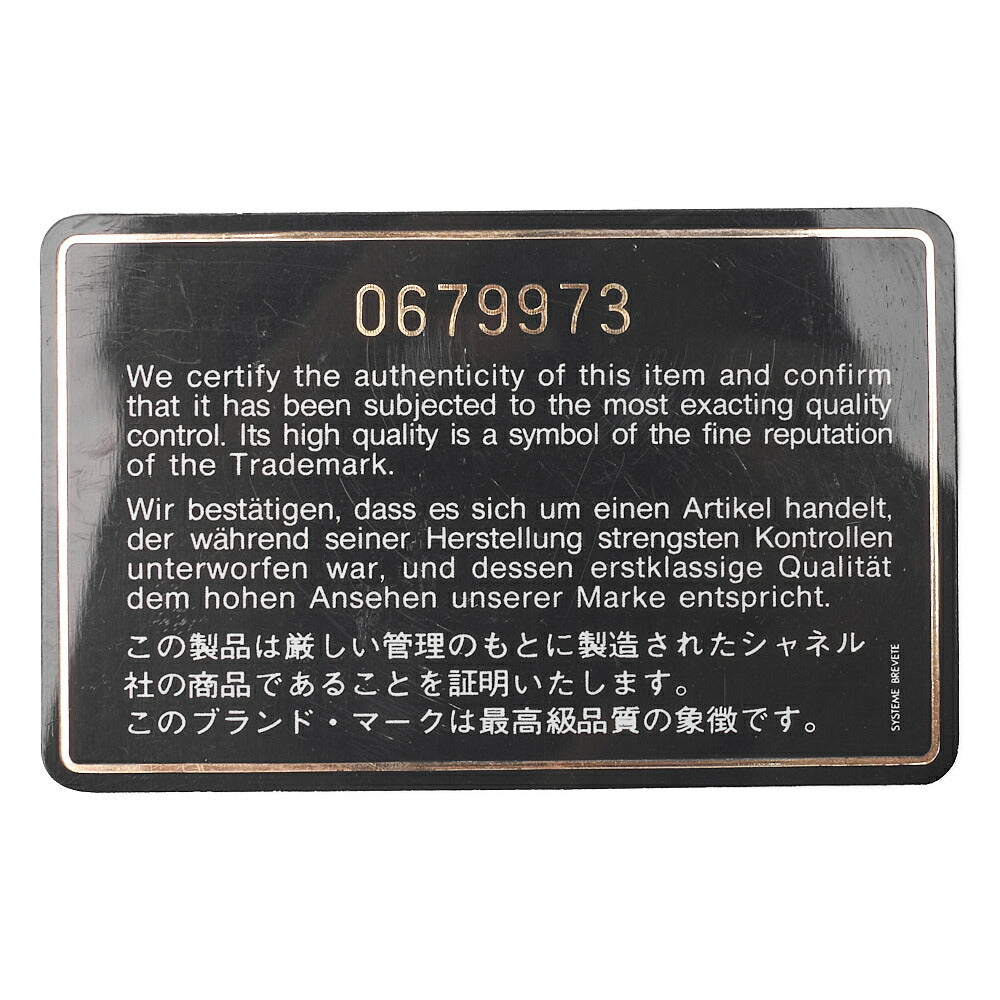 0679973
We certify the authenticity of this item and confirm
that it has been subjected to the most exacting quality
control. Its high quality is a symbol of the fine reputation
of the Trademark.
Wir bestätigen, dass es sich um einen Artikel handelt,
der während seiner Herstellung strengsten Kontrollen
unterworfen war, und dessen erstklassige Qualität
dem hohen Ansehen unserer Marke entspricht.
この製品は厳しい管理のもとに製造されたシャネル
社の商品であることを証明いたします。
このブランド・マークは最高級品質の象徴です。
SYSTEME BREVETE